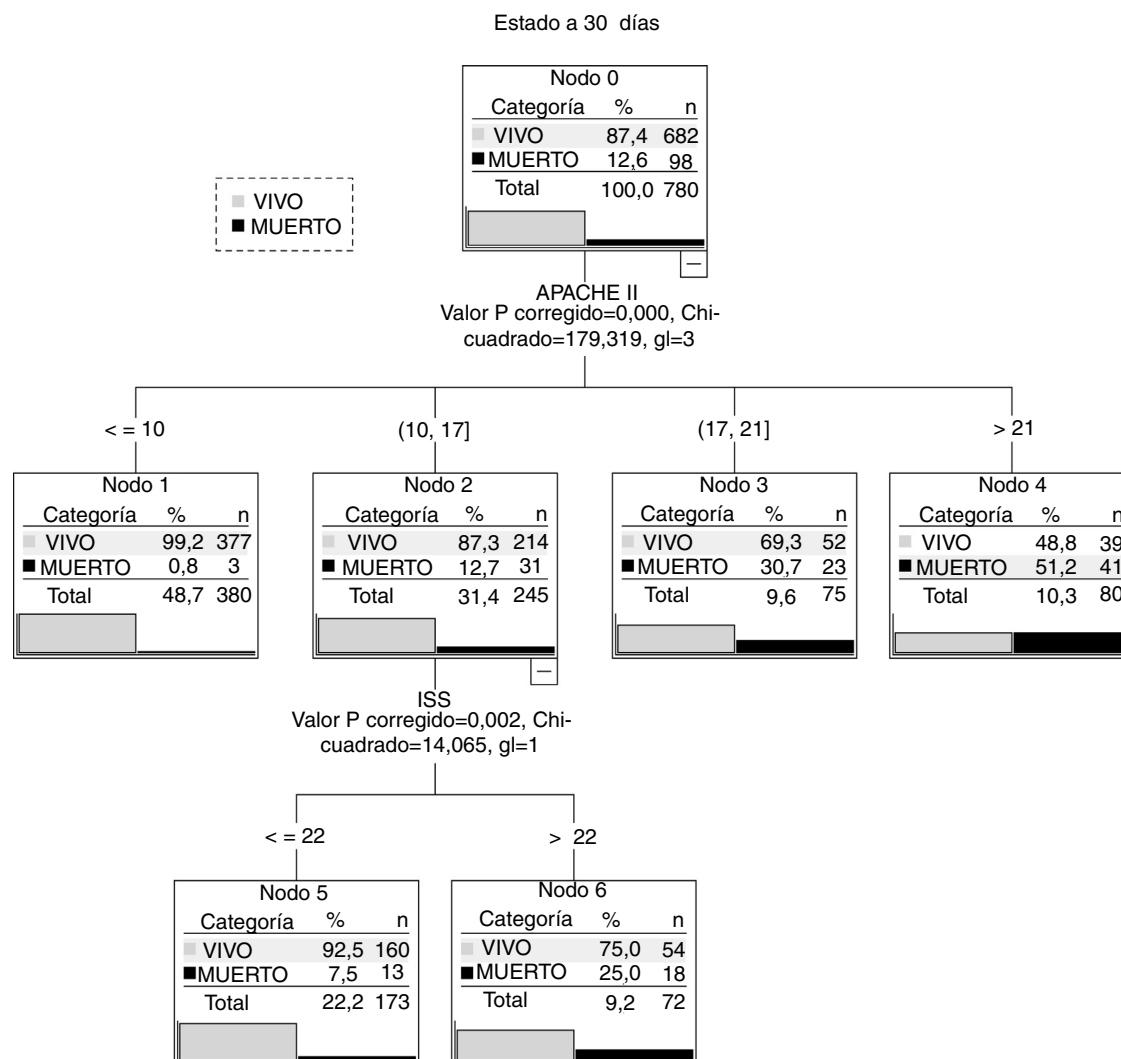 Estado a 30 días
Nodo 0
Categoría % n
VIVO 87,4 682
MUERTO 12,6 98
Total 100,0 780
VIVO
MUERTO
APACHE II
Valor P corregido=0,000, Chi-
cuadrado=179,319, gl=3
< = 10
(10, 17]
(17, 21]
> 21
Nodo 1
Categoría % n
VIVO 99,2 377
MUERTO 0,8 3
Total 48,7 380
Nodo 2
Categoría % n
VIVO 87,3 214
MUERTO 12,7 31
Total 31,4 245
Nodo 3
Categoría % n
VIVO 69,3 52
MUERTO 30,7 23
Total 9,6 75
Nodo 4
Categoría % n
VIVO 48,8 39
MUERTO 51,2 41
Total 10,3 80
ISS
Valor P corregido=0,002, Chi-
cuadrado=14,065, gl=1
< = 22
> 22
Nodo 5
Categoría % n
VIVO 92,5 160
MUERTO 7,5 13
Total 22,2 173
Nodo 6
Categoría % n
VIVO 75,0 54
MUERTO 25,0 18
Total 9,2 72